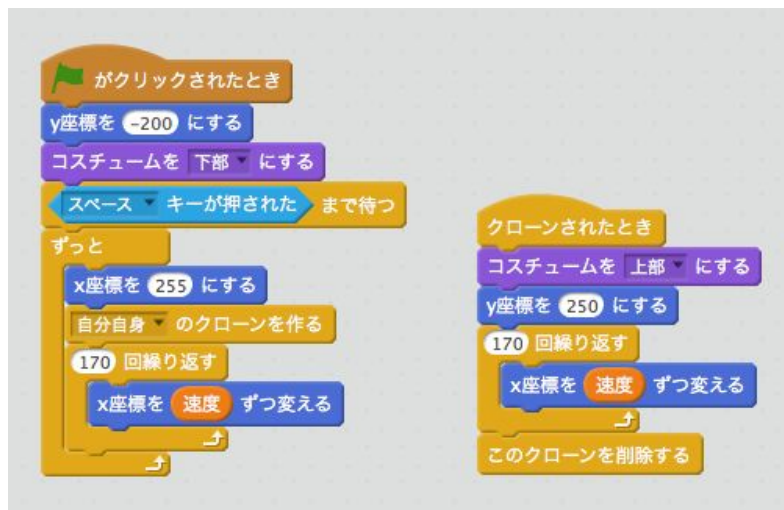 がクリックされたとき
y座標を -200 にする
コスチュームを 下部 にする
スペース キーが押された まで待つ
ずっと
x座標を 255 にする
自分自身 のクローンを作る
170 回繰り返す
x座標を 速度 ずつ変える
クローンされたとき
コスチュームを 上部 にする
y座標を 250 にする
170 回繰り返す
x座標を 速度 ずつ変える
このクローンを削除する